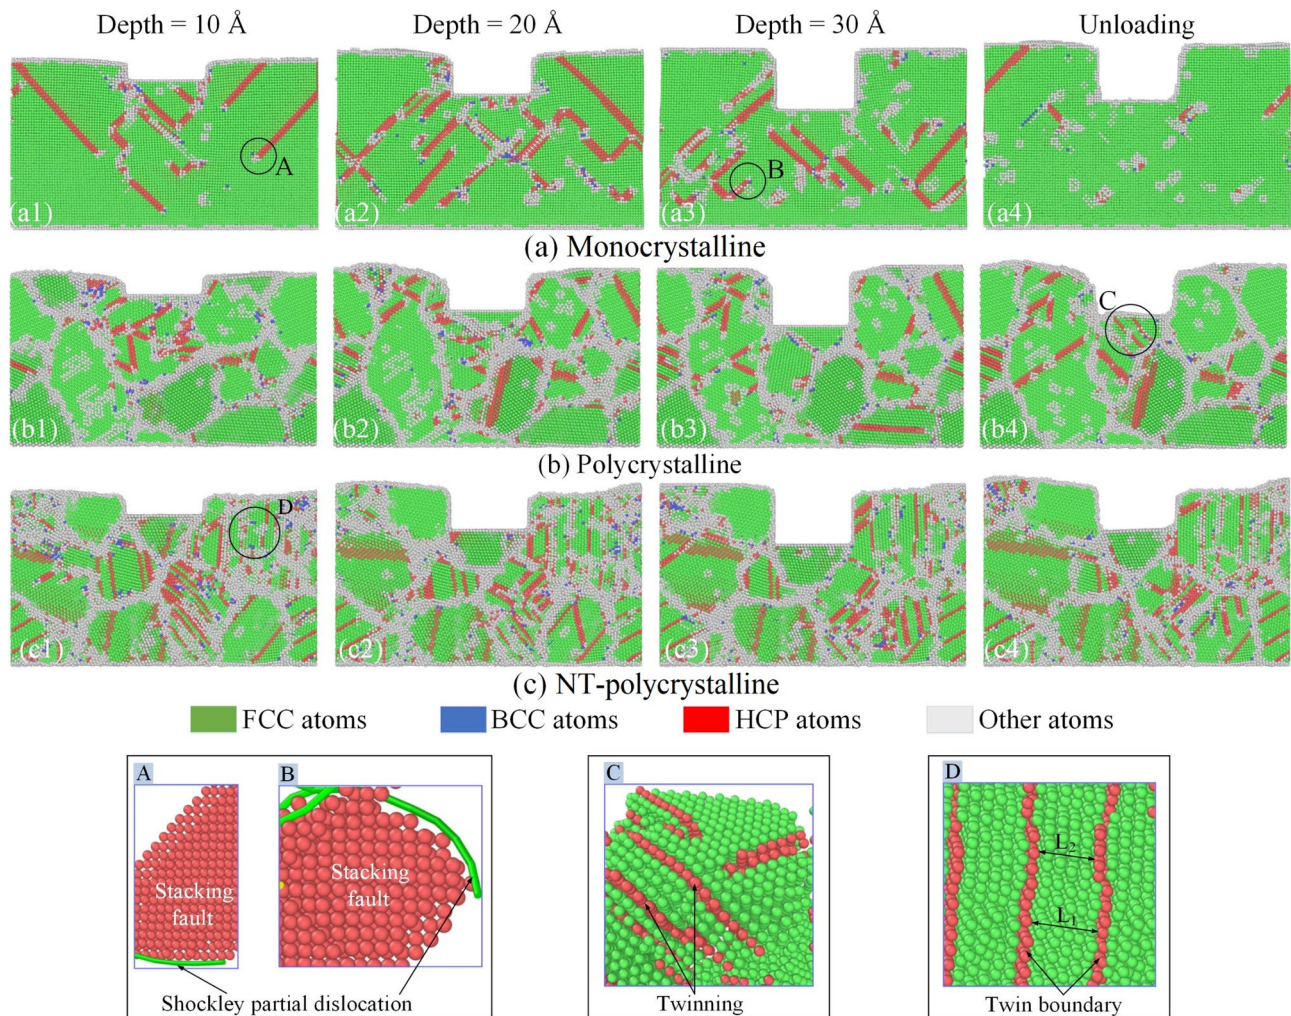 Depth = 10 Å Depth = 20 Å Depth = 30 Å Unloading
A B
(a1) (a2) (a3) (a4)
(a) Monocrystalline
C
(b1) (b2) (b3) (b4)
(b) Polycrystalline
D
(c1) (c2) (c3) (c4)
(c) NT-polycrystalline
FCC atoms BCC atoms HCP atoms Other atoms
A B C D
L₂
Stacking Stacking
fault fault
L₁
Shockley partial dislocation Twinning Twin boundary